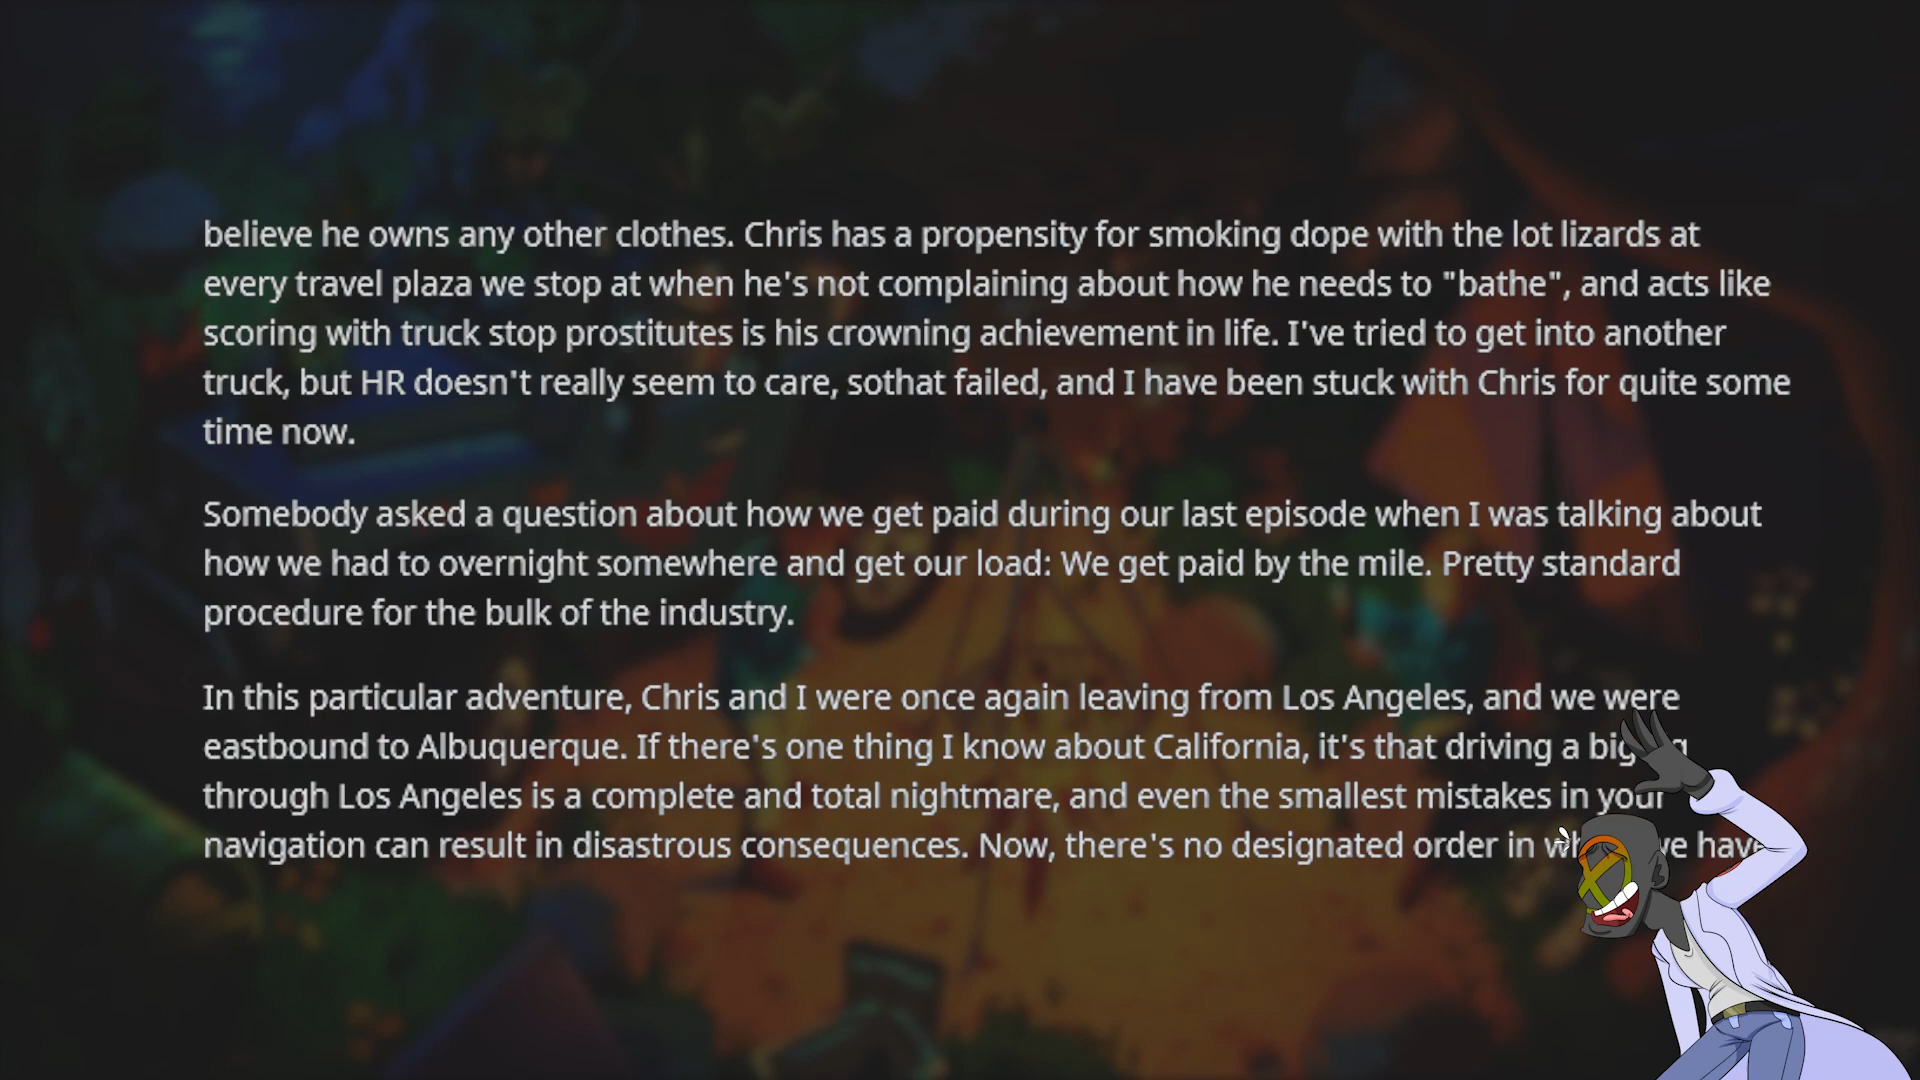 believe he owns any other clothes. Chris has a propensity for smoking dope with the lot lizards at
every travel plaza we stop at when he's not complaining about how he needs to "bathe", and acts like
scoring with truck stop prostitutes is his crowning achievement in life. I've tried to get into another
truck, but HR doesn't really seem to care, sothat failed, and I have been stuck with Chris for quite some
time now.
Somebody asked a question about how we get paid during our last episode when I was talking about
how we had to overnight somewhere and get our load: We get paid by the mile. Pretty standard
procedure for the bulk of the industry.
In this particular adventure, Chris and I were once again leaving from Los Angeles, and we were
eastbound to Albuquerque. If there's one thing I know about California, it's that driving a big
through Los Angeles is a complete and total nightmare, and even the smallest mistakes in your
navigation can result in disastrous consequences. Now, there's no designated order in we have